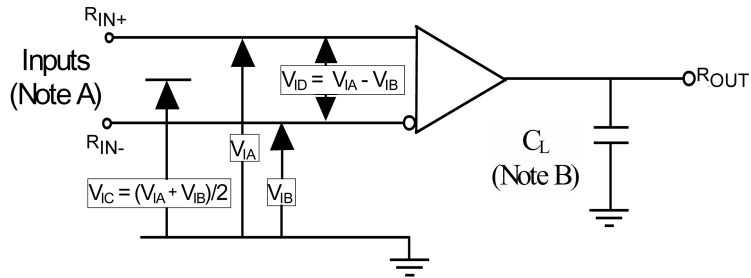 RIN+
Inputs
(Note A)
VID = VIA - VIB
ROUT
RIN-
VIA
CL
(Note B)
VIC = (VIA + VIB)/2
VIB